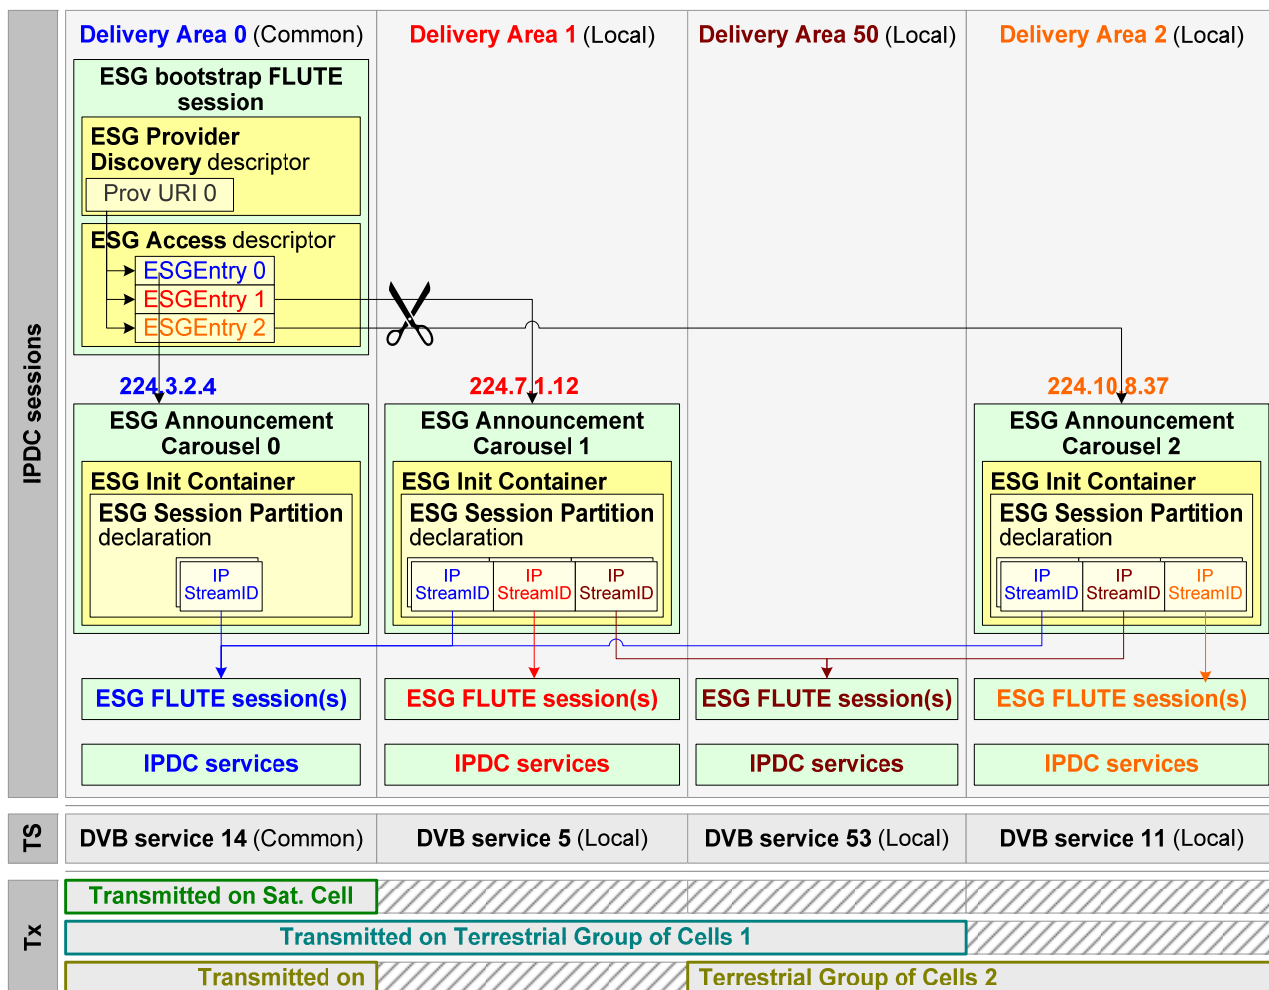 Delivery Area 0 (Common)
Delivery Area 1 (Local)
Delivery Area 50 (Local)
Delivery Area 2 (Local)
IPDC sessions
ESG bootstrap FLUTE
session
ESG Provider
Discovery descriptor
Prov URI 0
ESG Access descriptor
ESGEntry 0
ESGEntry 1
ESGEntry 2
224.3.2.4
224.7.1.12
224.10.8.37
ESG Announcement
Carousel 0
ESG Init Container
ESG Session Partition
declaration
IP
StreamID
ESG Announcement
Carousel 1
ESG Init Container
ESG Session Partition
declaration
IP
StreamID
IP
StreamID
IP
StreamID
ESG Announcement
Carousel 2
ESG Init Container
ESG Session Partition
declaration
IP
StreamID
IP
StreamID
IP
StreamID
ESG FLUTE session(s)
ESG FLUTE session(s)
ESG FLUTE session(s)
ESG FLUTE session(s)
IPDC services
IPDC services
IPDC services
IPDC services
TS
DVB service 14 (Common)
DVB service 5 (Local)
DVB service 53 (Local)
DVB service 11 (Local)
Tx
Transmitted on Sat. Cell
Transmitted on Terrestrial Group of Cells 1
Transmitted on
Terrestrial Group of Cells 2